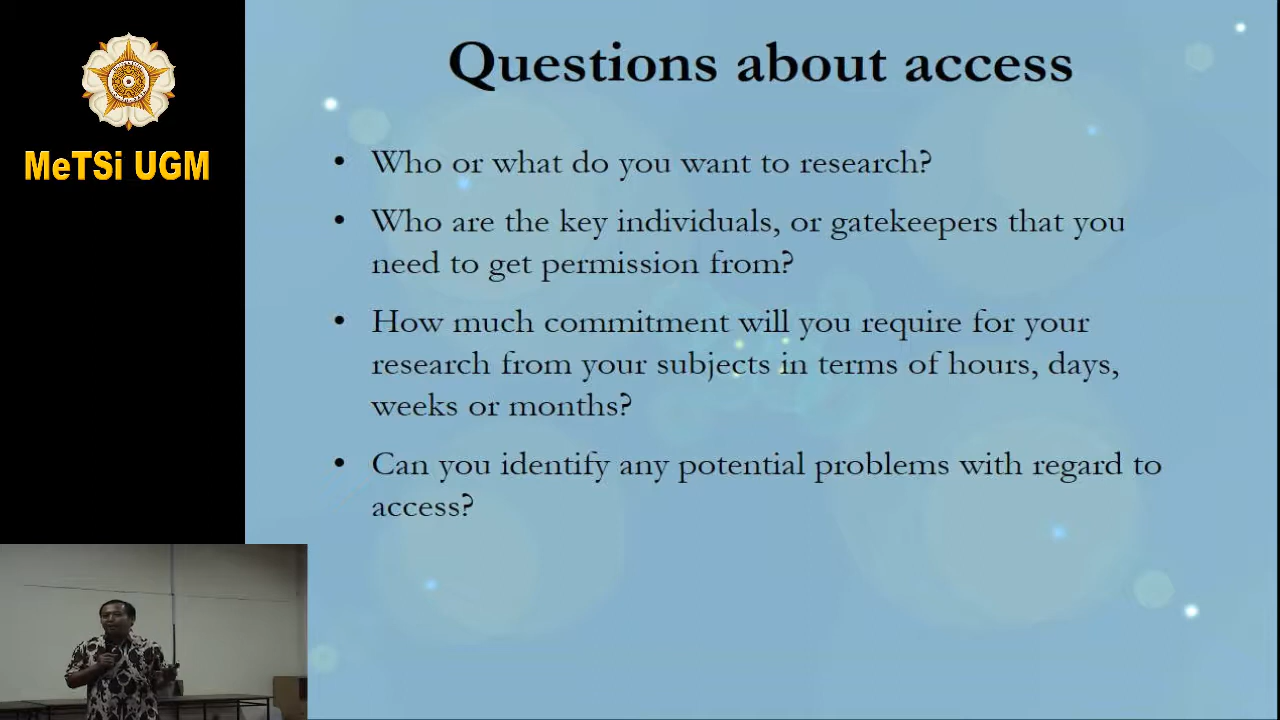 MeTSi UGM
Questions about access
• Who or what do you want to research?
• Who are the key individuals, or gatekeepers that you
need to get permission from?
• How much commitment will you require for your
research from your subjects in terms of hours, days,
weeks or months?
• Can you identify any potential problems with regard to
access?